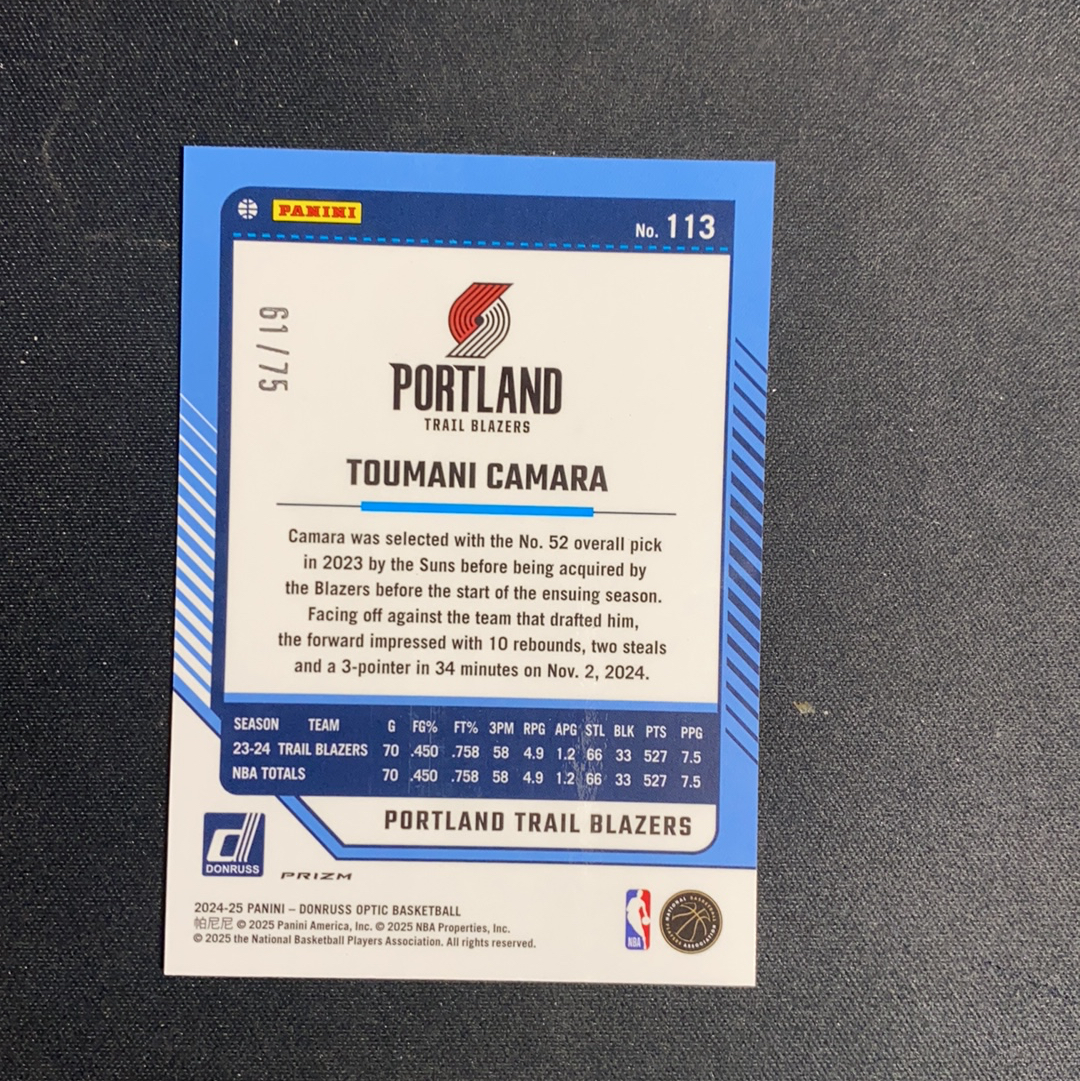 PANINI
No. 113
61/75
PORTLAND
TRAIL BLAZERS
TOUMANI CAMARA
Camara was selected with the No. 52 overall pick
in 2023 by the Suns before being acquired by
the Blazers before the start of the ensuing season.
Facing off against the team that drafted him,
the forward impressed with 10 rebounds, two steals
and a 3-pointer in 34 minutes on Nov. 2, 2024.
SEASON TEAM G FG% FT% 3PM RPG APG STL BLK PTS PPG
23-24 TRAIL BLAZERS 70 .450 .758 58 4.9 1.2 66 33 527 7.5
NBA TOTALS 70 .450 .758 58 4.9 1.2 66 33 527 7.5
PORTLAND TRAIL BLAZERS
DONRUSS
PRIZM
2024-25 PANINI – DONRUSS OPTIC BASKETBALL
帕尼尼 © 2025 Panini America, Inc. © 2025 NBA Properties, Inc.
© 2025 the National Basketball Players Association. All rights reserved.
NBA
NATIONAL BASKETBALL PLAYERS ASSOCIATION